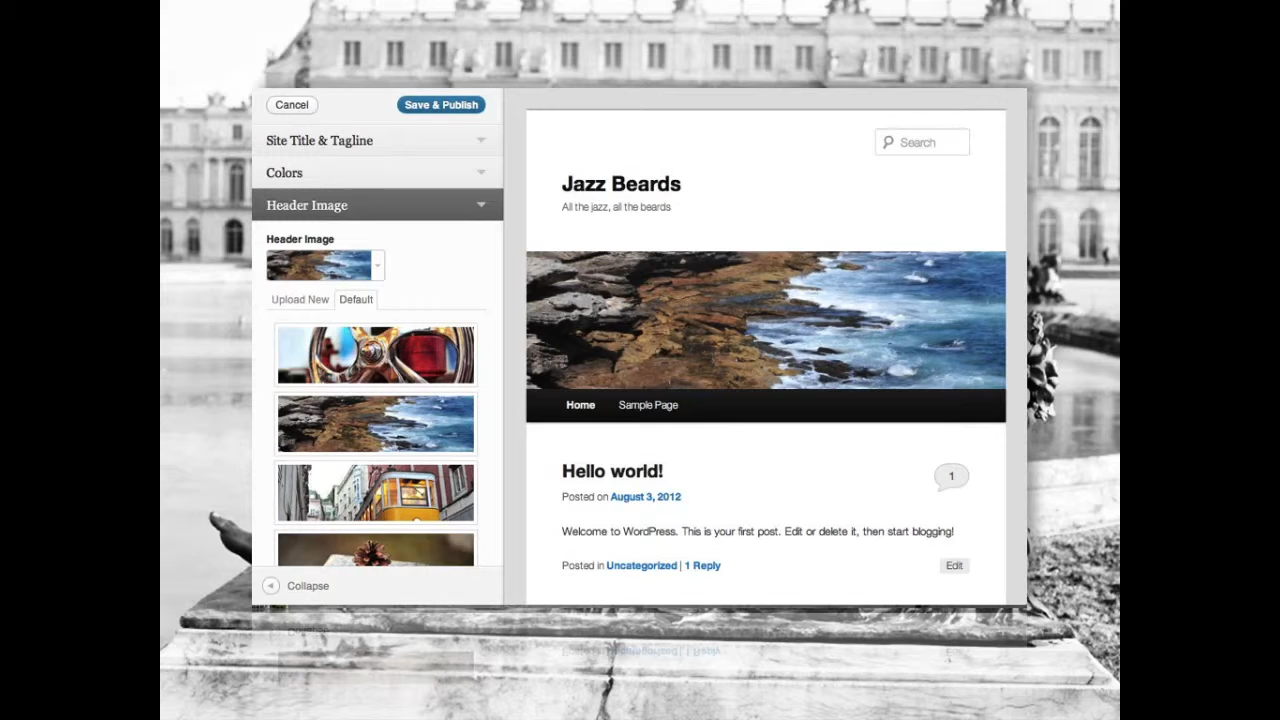 Cancel
Save & Publish
Site Title & Tagline
Colors
Header Image
Header Image
Upload New
Default
Collapse
Search
Jazz Beards
All the jazz, all the beards
Home
Sample Page
Hello world!
1
Posted on August 3, 2012
Welcome to WordPress. This is your first post. Edit or delete it, then start blogging!
Posted in Uncategorized | 1 Reply
Edit